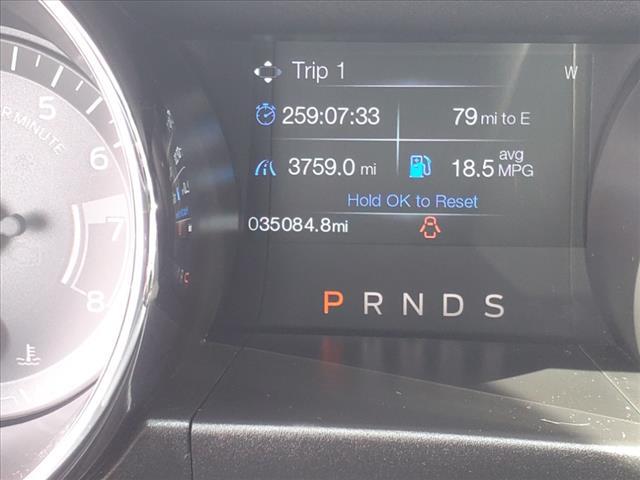 Trip 1 W
259:07:33 79 mi to E
3759.0 mi 18.5 avg MPG
Hold OK to Reset
035084.8mi
P R N D S
5
6
7
8
MINUTE